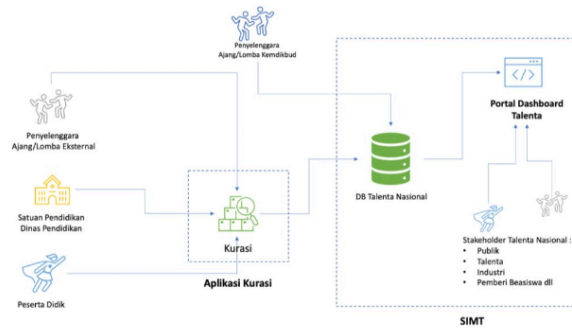 Penyelenggara
Ajang/Lomba Kemdikbud
Penyelenggara
Ajang/Lomba Eksternal
Satuan Pendidikan
Dinas Pendidikan
Peserta Didik
Kurasi
Aplikasi Kurasi
DB Talenta Nasional
Portal Dashboard
Talenta
Stakeholder Talenta Nasional :
• Publik
• Talenta
• Industri
• Pemberi Beasiswa dll
SIMT